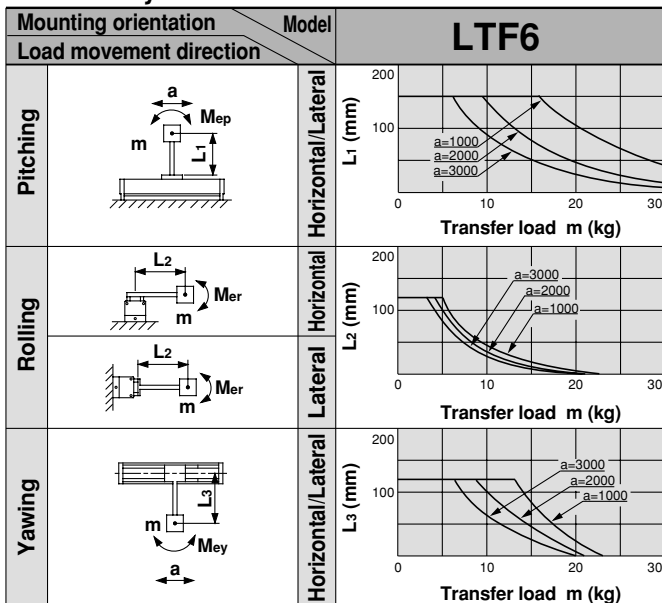 Mounting orientation
Model
Load movement direction
LTF6
Pitching
a
Mep
m
L1
Horizontal/Lateral
L1 (mm)
200
100
a=1000
a=2000
a=3000
0
10
20
30
Transfer load m (kg)
Rolling
L2
Mer
m
Horizontal
L2
Mer
m
Lateral
L2 (mm)
200
100
a=3000
a=2000
a=1000
0
10
20
30
Transfer load m (kg)
Yawing
L3
m
Mey
a
Horizontal/Lateral
L3 (mm)
200
100
a=3000
a=2000
a=1000
0
10
20
30
Transfer load m (kg)